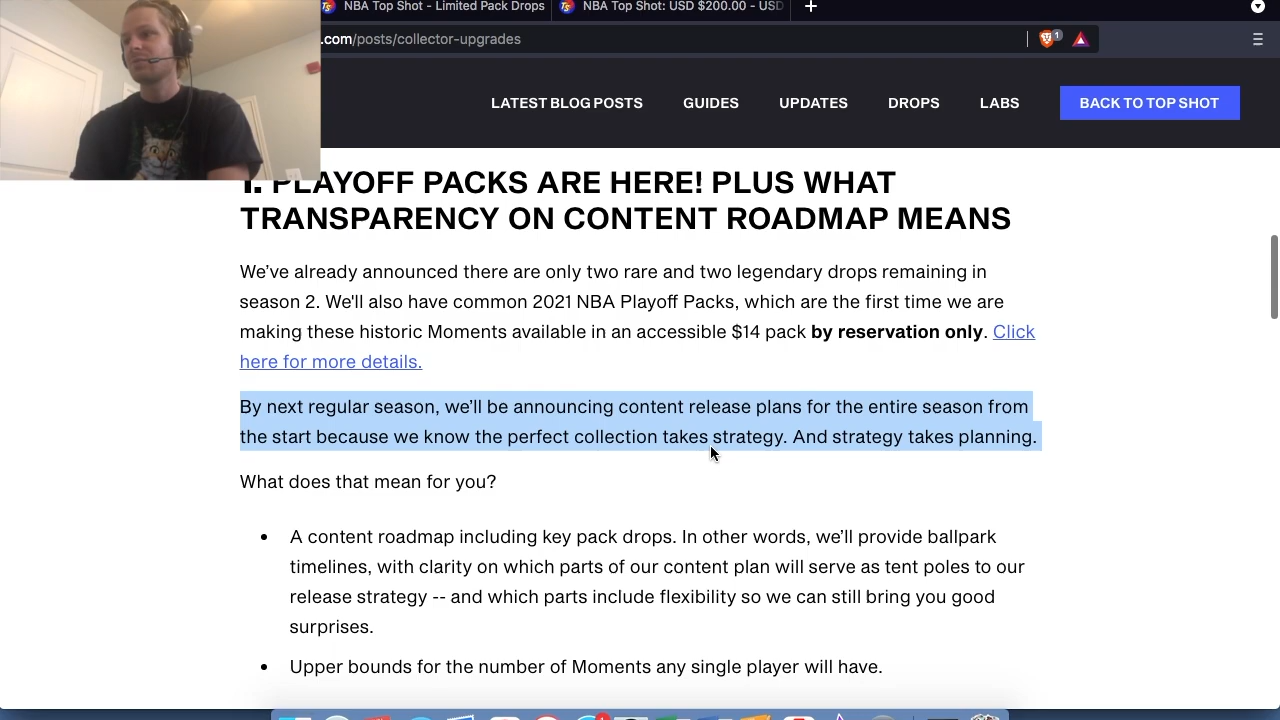 NBA Top Shot - Limited Pack Drops
NBA Top Shot: USD $200.00 - USD
.com/posts/collector-upgrades
1
LATEST BLOG POSTS
GUIDES
UPDATES
DROPS
LABS
BACK TO TOP SHOT
1. PLAYOFF PACKS ARE HERE! PLUS WHAT
TRANSPARENCY ON CONTENT ROADMAP MEANS
We’ve already announced there are only two rare and two legendary drops remaining in
season 2. We'll also have common 2021 NBA Playoff Packs, which are the first time we are
making these historic Moments available in an accessible $14 pack by reservation only. Click
here for more details.
By next regular season, we’ll be announcing content release plans for the entire season from
the start because we know the perfect collection takes strategy. And strategy takes planning.
What does that mean for you?
• A content roadmap including key pack drops. In other words, we’ll provide ballpark
timelines, with clarity on which parts of our content plan will serve as tent poles to our
release strategy -- and which parts include flexibility so we can still bring you good
surprises.
• Upper bounds for the number of Moments any single player will have.